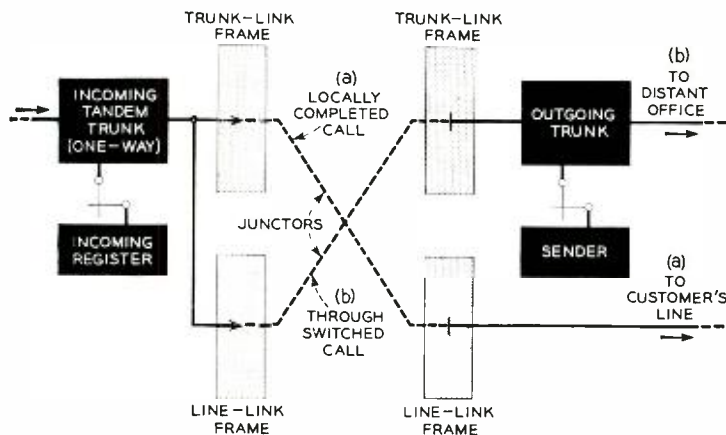 TRUNK-LINK
FRAME
TRUNK-LINK
FRAME
INCOMING
TANDEM
TRUNK
(ONE-WAY)
(a)
LOCALLY
COMPLETED
CALL
OUTGOING
TRUNK
(b)
TO
DISTANT
OFFICE
INCOMING
REGISTER
JUNCTORS
SENDER
(b)
THROUGH
SWITCHED
CALL
(a)
TO
CUSTOMER'S
LINE
LINE-LINK
FRAME
LINE-LINK
FRAME